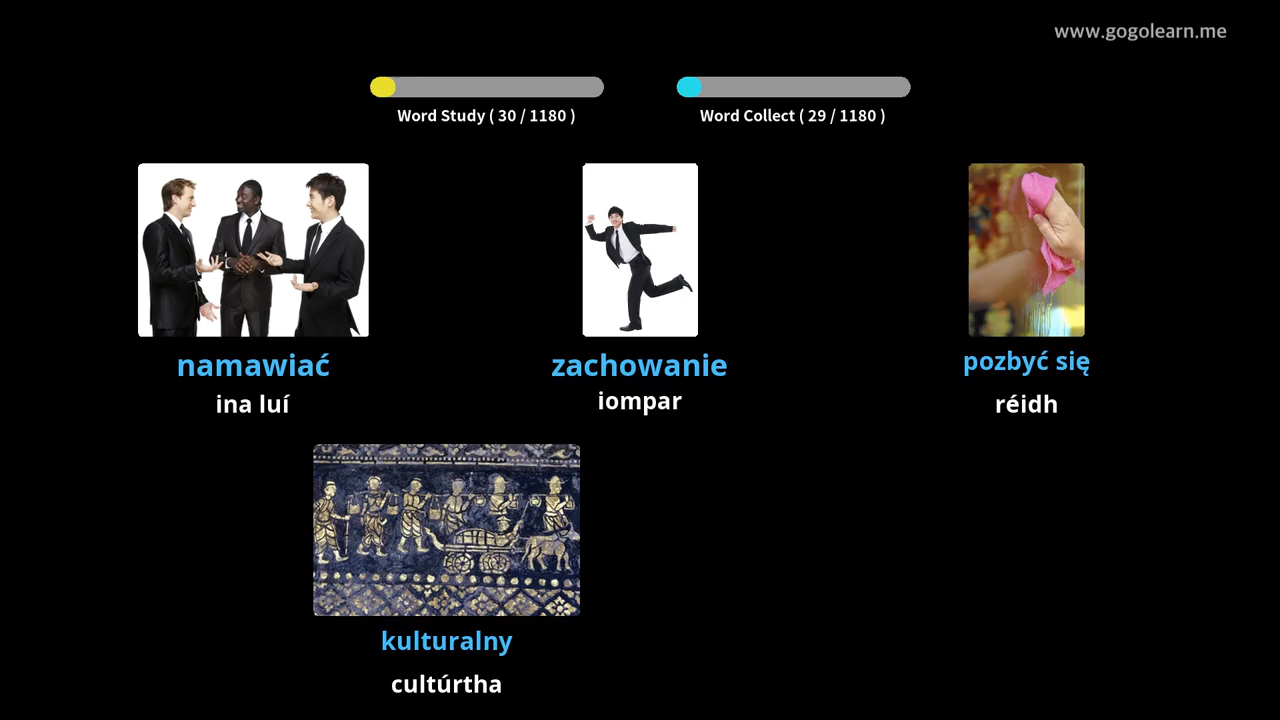 www.gogolearn.me
Word Study ( 30 / 1180 )
Word Collect ( 29 / 1180 )
namawiać
ina luí
zachowanie
iompar
pozbyć się
réidh
kulturalny
cultúrtha